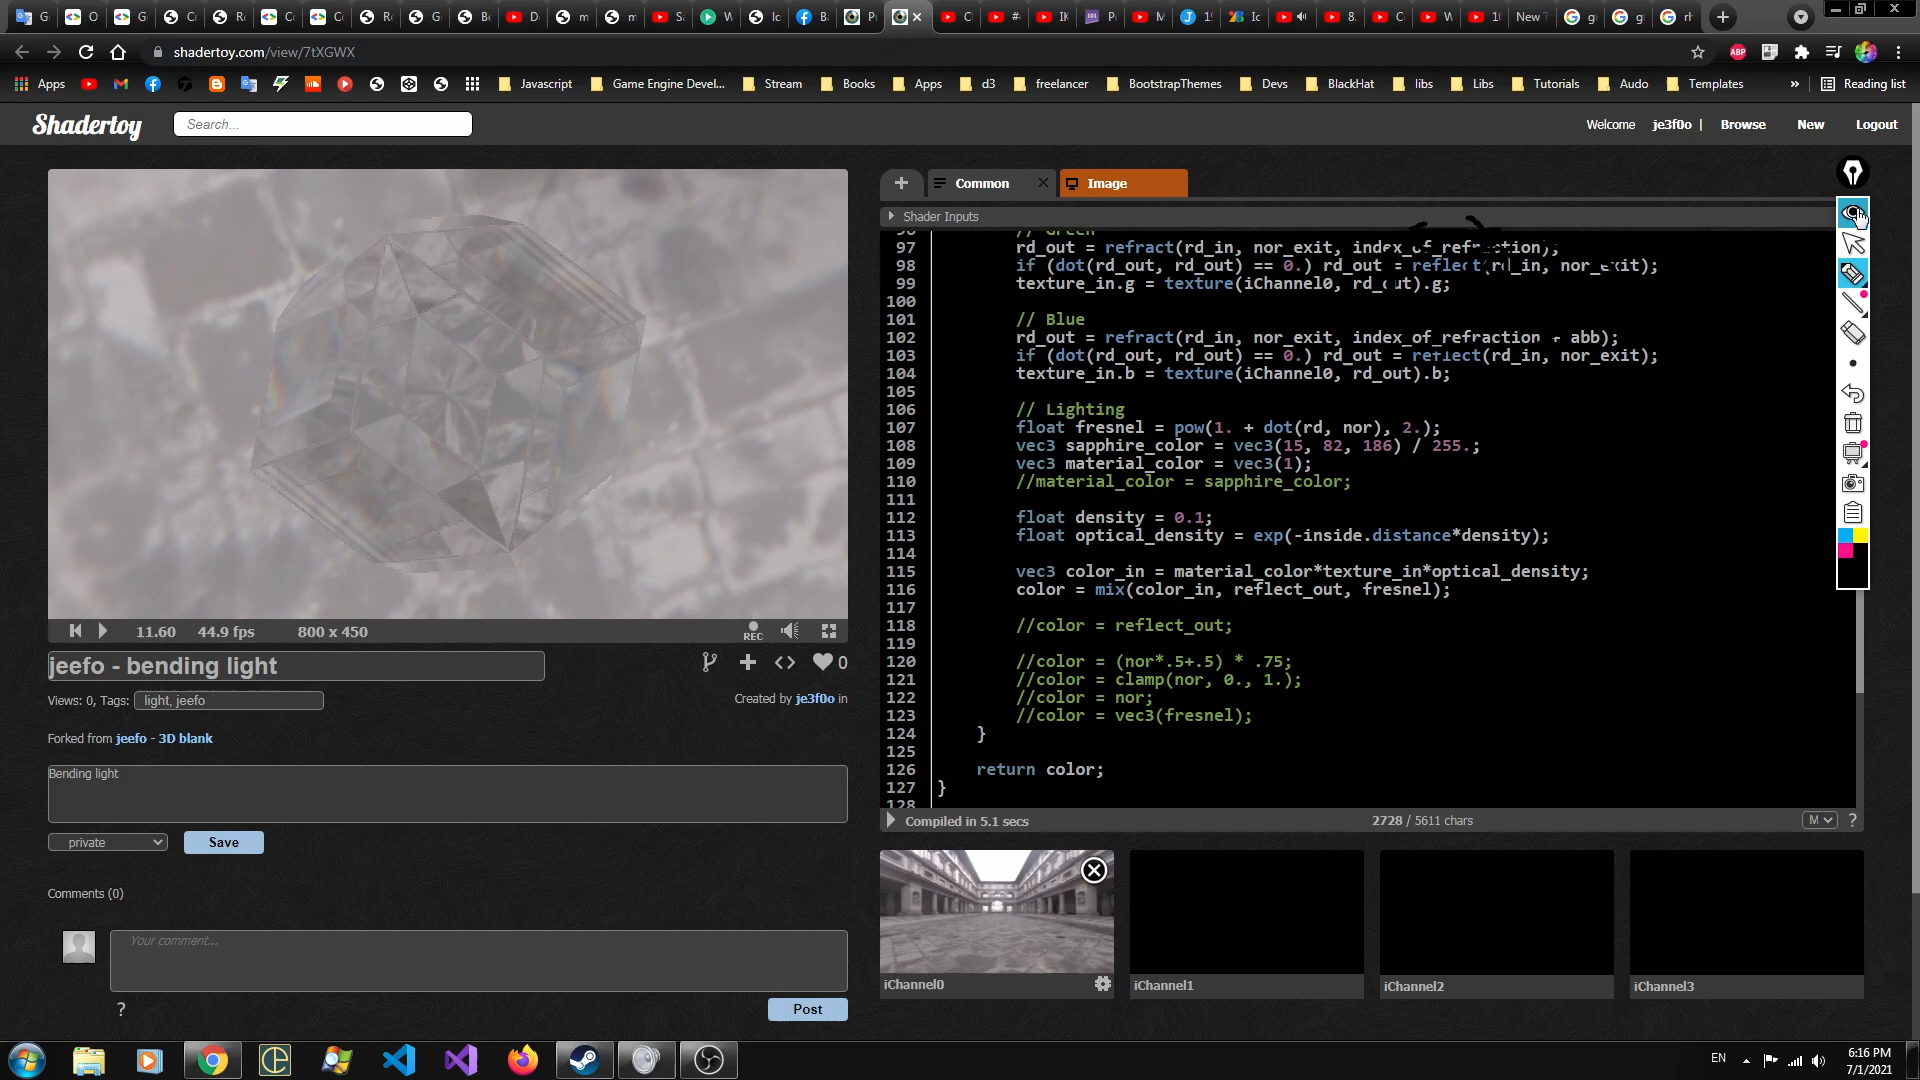 shadertoy.com/view/7tXGWX
Apps
Javascript
Game Engine Devel...
Stream
Books
Apps
d3
freelancer
BootstrapThemes
Devs
BlackHat
libs
Libs
Tutorials
Audo
Templates
»
Reading list
Shadertoy
Search...
Welcome je3f0o | Browse New Logout
Common
Image
Shader Inputs
97 rd_out = refract(rd_in, nor_exit, index_of_refraction);
98 if (dot(rd_out, rd_out) == 0.) rd_out = reflect(rd_in, nor_exit);
99 texture_in.g = texture(iChannel0, rd_out).g;
100
101 // Blue
102 rd_out = refract(rd_in, nor_exit, index_of_refraction + abb);
103 if (dot(rd_out, rd_out) == 0.) rd_out = reflect(rd_in, nor_exit);
104 texture_in.b = texture(iChannel0, rd_out).b;
105
106 // Lighting
107 float fresnel = pow(1. + dot(rd, nor), 2.);
108 vec3 sapphire_color = vec3(15, 82, 186) / 255.;
109 vec3 material_color = vec3(1);
110 //material_color = sapphire_color;
111
112 float density = 0.1;
113 float optical_density = exp(-inside.distance*density);
114
115 vec3 color_in = material_color*texture_in*optical_density;
116 color = mix(color_in, reflect_out, fresnel);
117
118 //color = reflect_out;
119
120 //color = (nor*.5+.5) * .75;
121 //color = clamp(nor, 0., 1.);
122 //color = nor;
123 //color = vec3(fresnel);
124 }
125
126 return color;
127 }
128
Compiled in 5.1 secs
2728 / 5611 chars
M
?
11.60 44.9 fps 800 x 450
REC
jeefo - bending light
0
Views: 0, Tags: light, jeefo
Created by je3f0o in
Forked from jeefo - 3D blank
Bending light
private
Save
Comments (0)
Your comment...
?
Post
iChannel0
iChannel1
iChannel2
iChannel3
EN
6:16 PM
7/1/2021